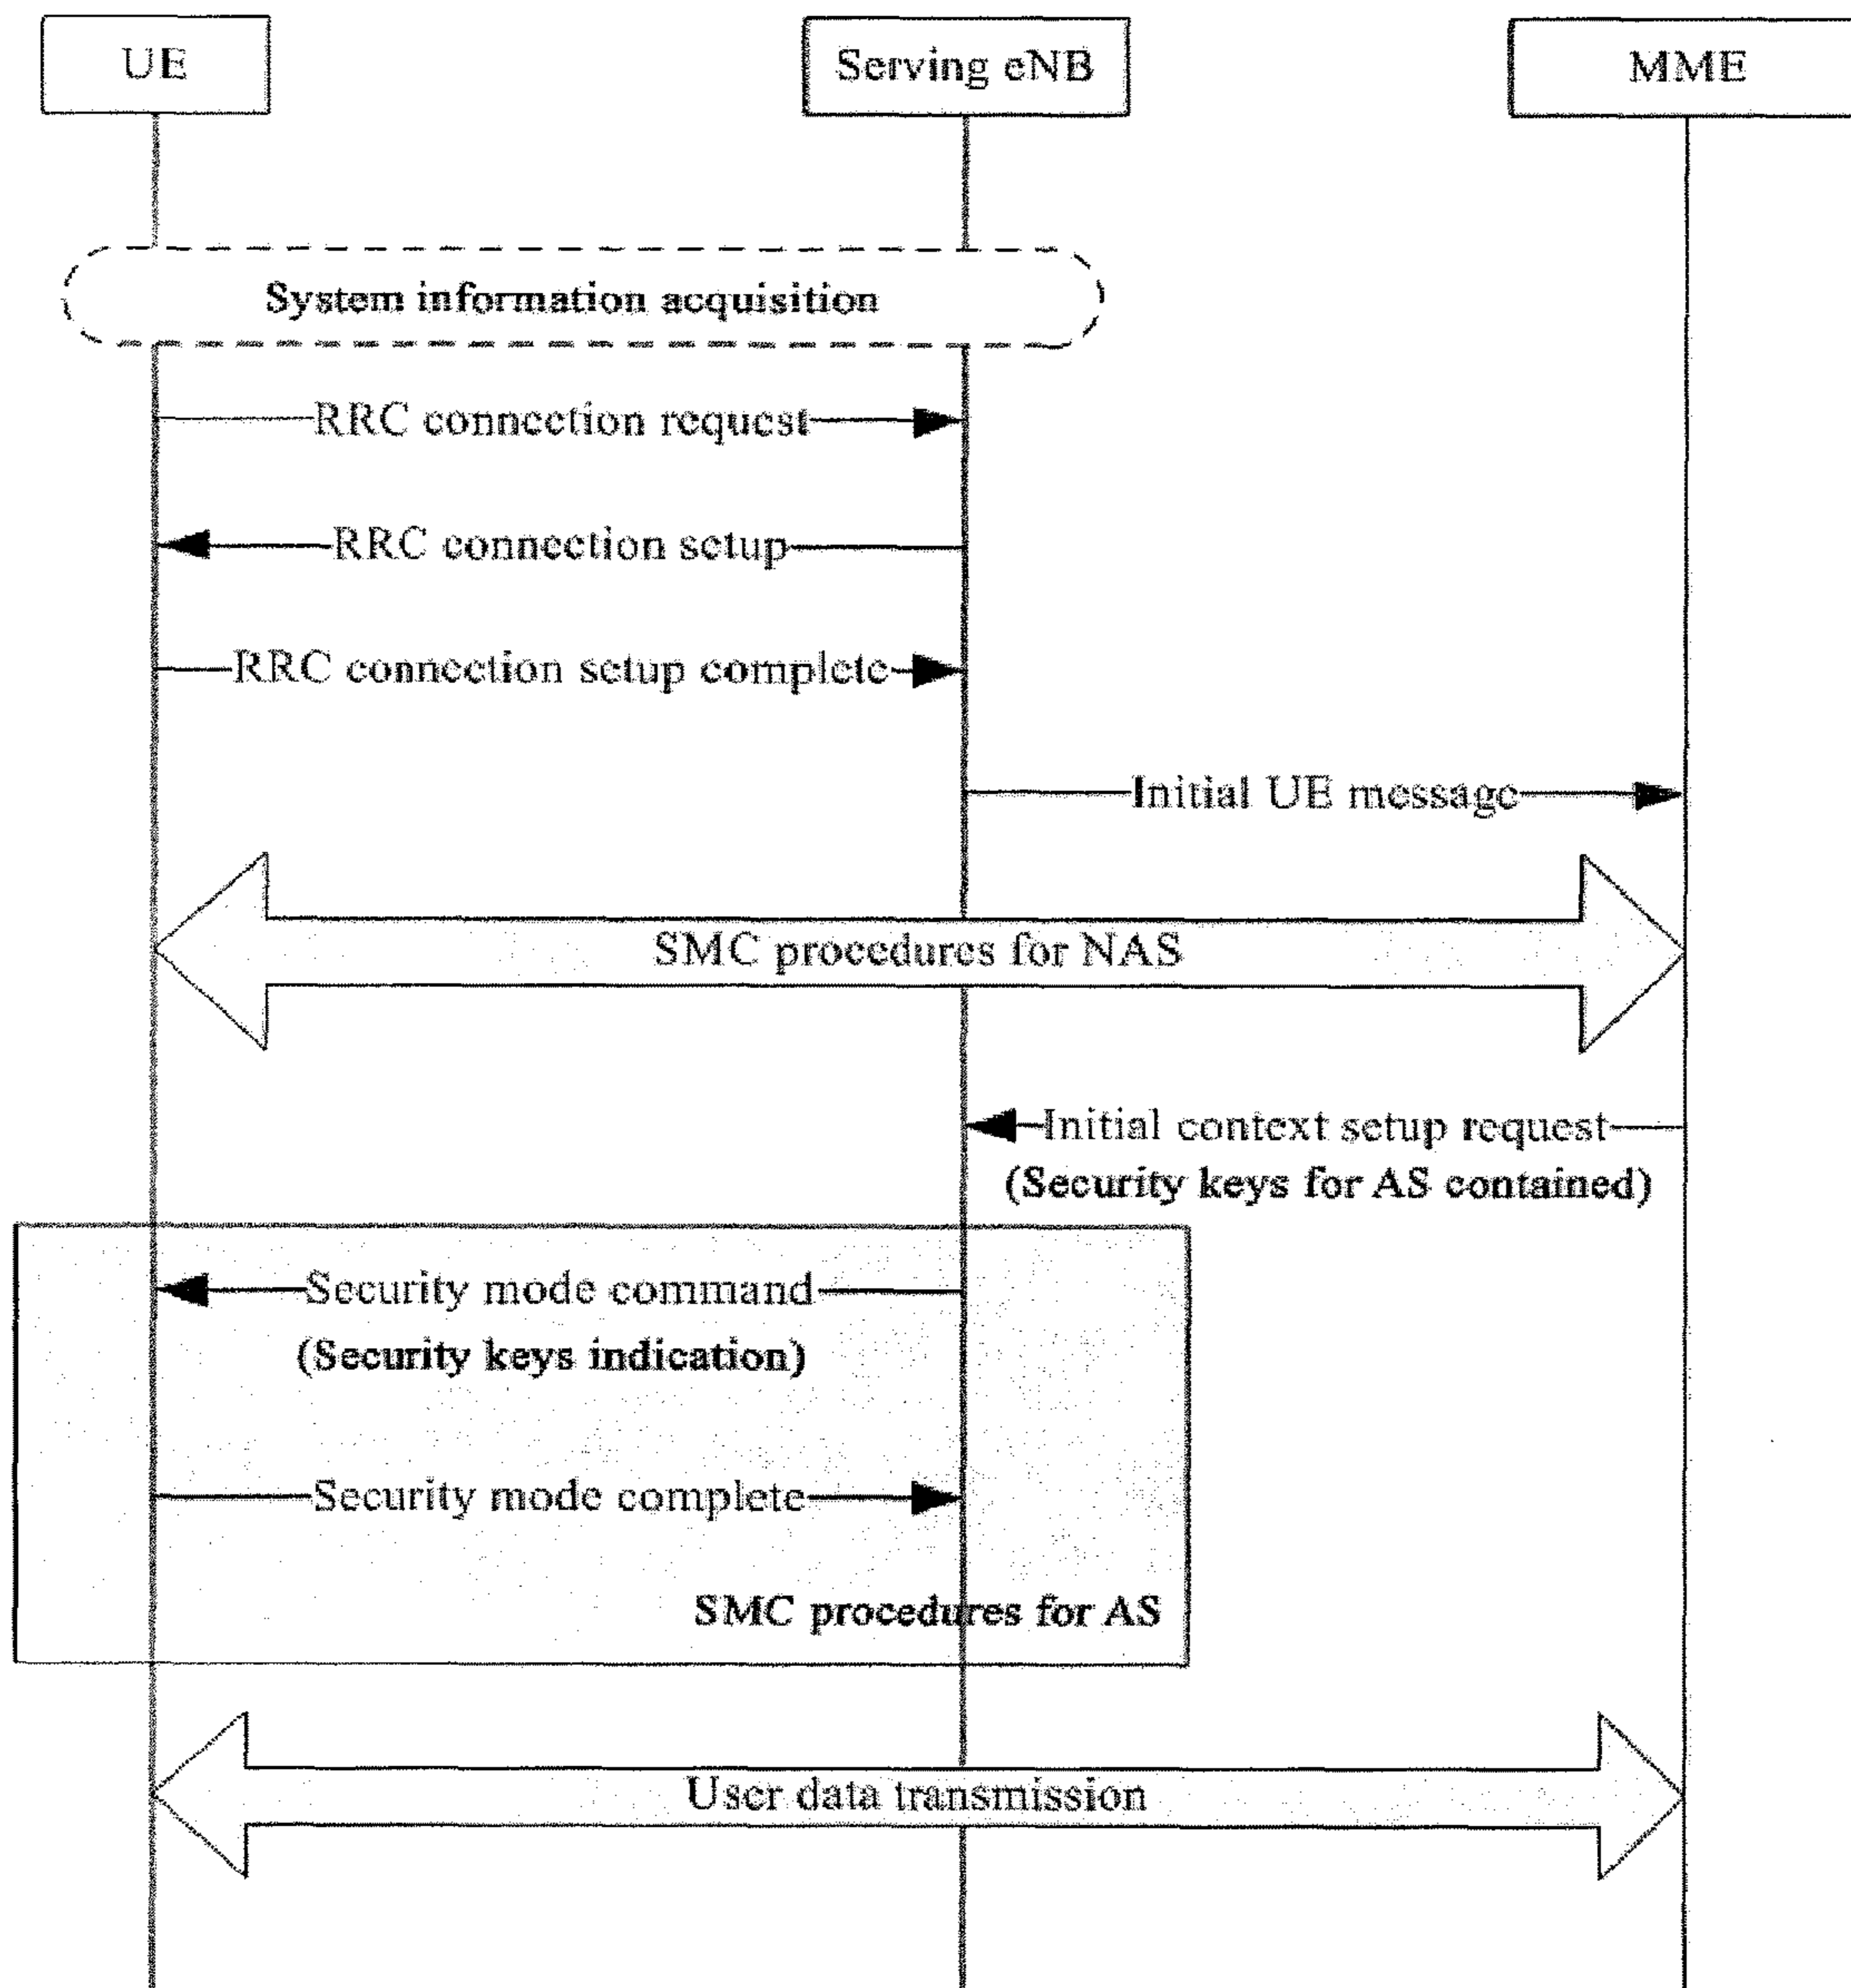 UE
Serving eNB
MME
System information acquisition
RRC connection request
RRC connection setup
RRC connection setup complete
Initial UE message
SMC procedures for NAS
Initial context setup request
(Security keys for AS contained)
Security mode command
(Security keys indication)
Security mode complete
SMC procedures for AS
User data transmission